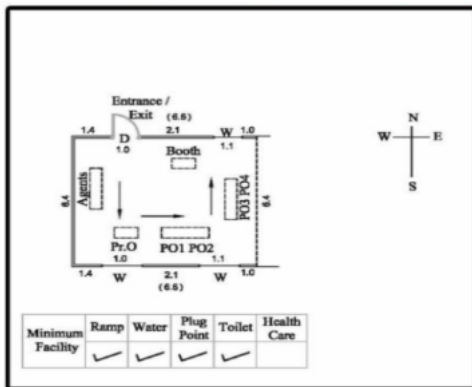 Entrance /
Exit (6.6)
1.4 D 2.1 W 1.0
1.0 1.1
Booth
Agents
6.4
PO3 PO4
6.4
Pr.O PO1 PO2
1.0 1.1
1.4 W 2.1 W 1.0
(6.6)
N
W E
S
Minimum Facility Ramp Water Plug Point Toilet Health Care